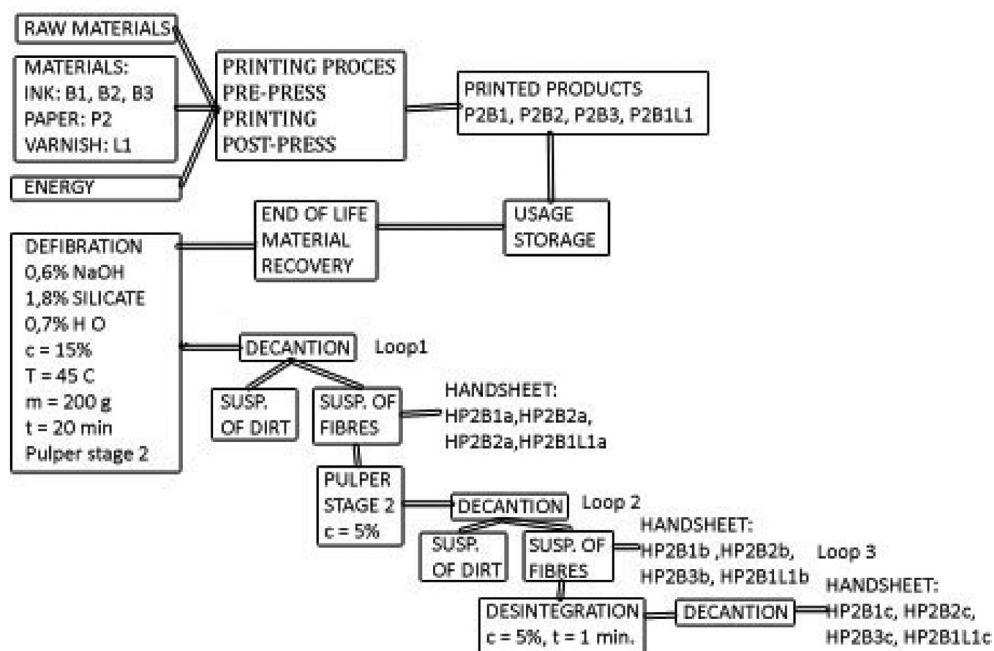 RAW MATERIALS
MATERIALS:
INK: B1, B2, B3
PAPER: P2
VARNISH: L1
ENERGY
PRINTING PROCES
PRE-PRESS
PRINTING
POST-PRESS
PRINTED PRODUCTS
P2B1, P2B2, P2B3, P2B1L1
USAGE
STORAGE
END OF LIFE
MATERIAL
RECOVERY
DEFIBRATION
0,6% NaOH
1,8% SILICATE
0,7% H O
c = 15%
T = 45 C
m = 200 g
t = 20 min
Pulper stage 2
DECANTION
Loop1
SUSP.
OF DIRT
SUSP. OF
FIBRES
HANDSHEET:
HP2B1a,HP2B2a,
HP2B2a,HP2B1L1a
PULPER
STAGE 2
c = 5%
DECANTION
Loop 2
SUSP.
OF DIRT
SUSP. OF
FIBRES
HANDSHEET:
HP2B1b ,HP2B2b,
HP2B3b, HP2B1L1b
Loop 3
DESINTEGRATION
c = 5%, t = 1 min.
DECANTION
HANDSHEET:
HP2B1c, HP2B2c,
HP2B3c, HP2B1L1c